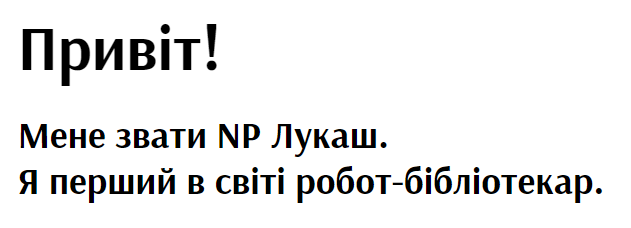 Привіт!
Мене звати NP Лукаш.
Я перший в світі робот-бібліотекар.